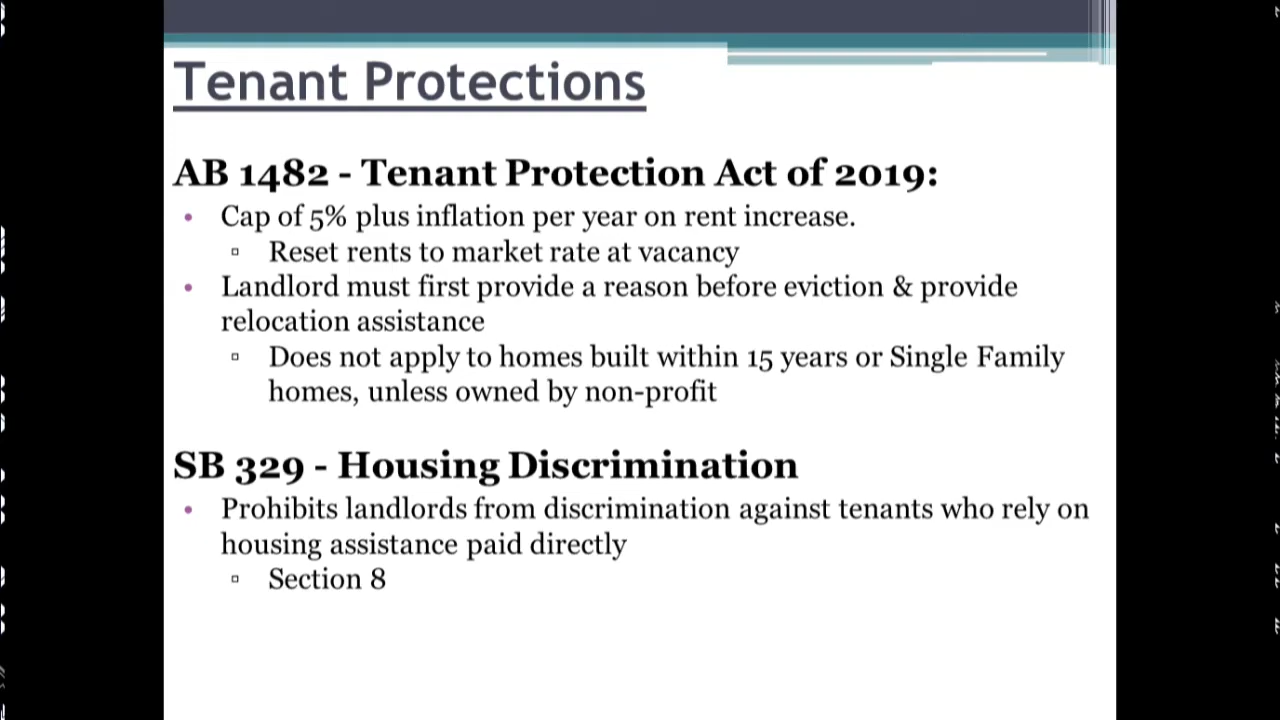 Tenant Protections
AB 1482 - Tenant Protection Act of 2019:
• Cap of 5% plus inflation per year on rent increase.
▫ Reset rents to market rate at vacancy
• Landlord must first provide a reason before eviction & provide
relocation assistance
▫ Does not apply to homes built within 15 years or Single Family
homes, unless owned by non-profit
SB 329 - Housing Discrimination
• Prohibits landlords from discrimination against tenants who rely on
housing assistance paid directly
▫ Section 8